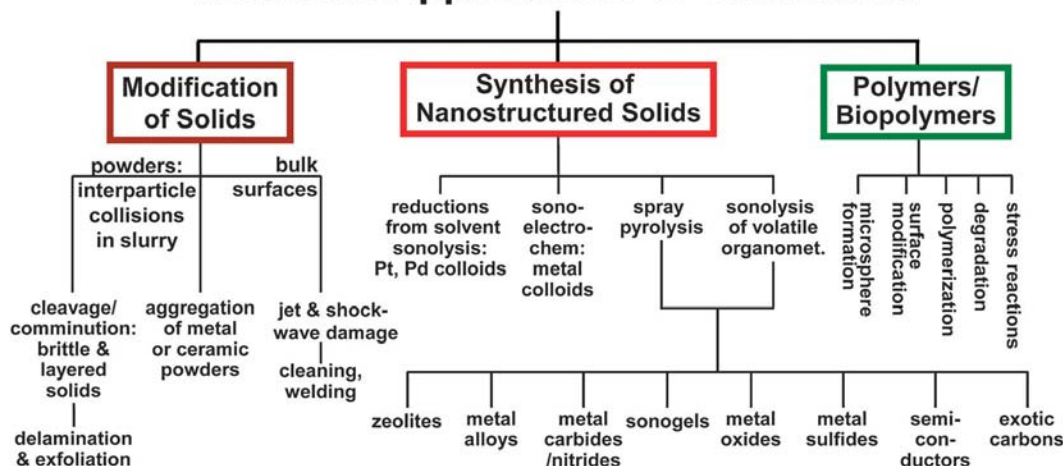 Modification
of Solids
Synthesis of
Nanostructured Solids
Polymers/
Biopolymers
powders:
interparticle
collisions
in slurry
bulk
surfaces
cleavage/
comminution:
brittle &
layered
solids
delamination
& exfoliation
aggregation
of metal
or ceramic
powders
jet & shock-
wave damage
cleaning,
welding
reductions
from solvent
sonolysis:
Pt, Pd colloids
sono-
electro-
chem:
metal
colloids
spray
pyrolysis
sonolysis
of volatile
organomet.
zeolites
metal
alloys
metal
carbides
/nitrides
sonogels
metal
oxides
metal
sulfides
semi-
con-
ductors
exotic
carbons
microsphere
formation
surface
modification
polymerization
degradation
stress reactions